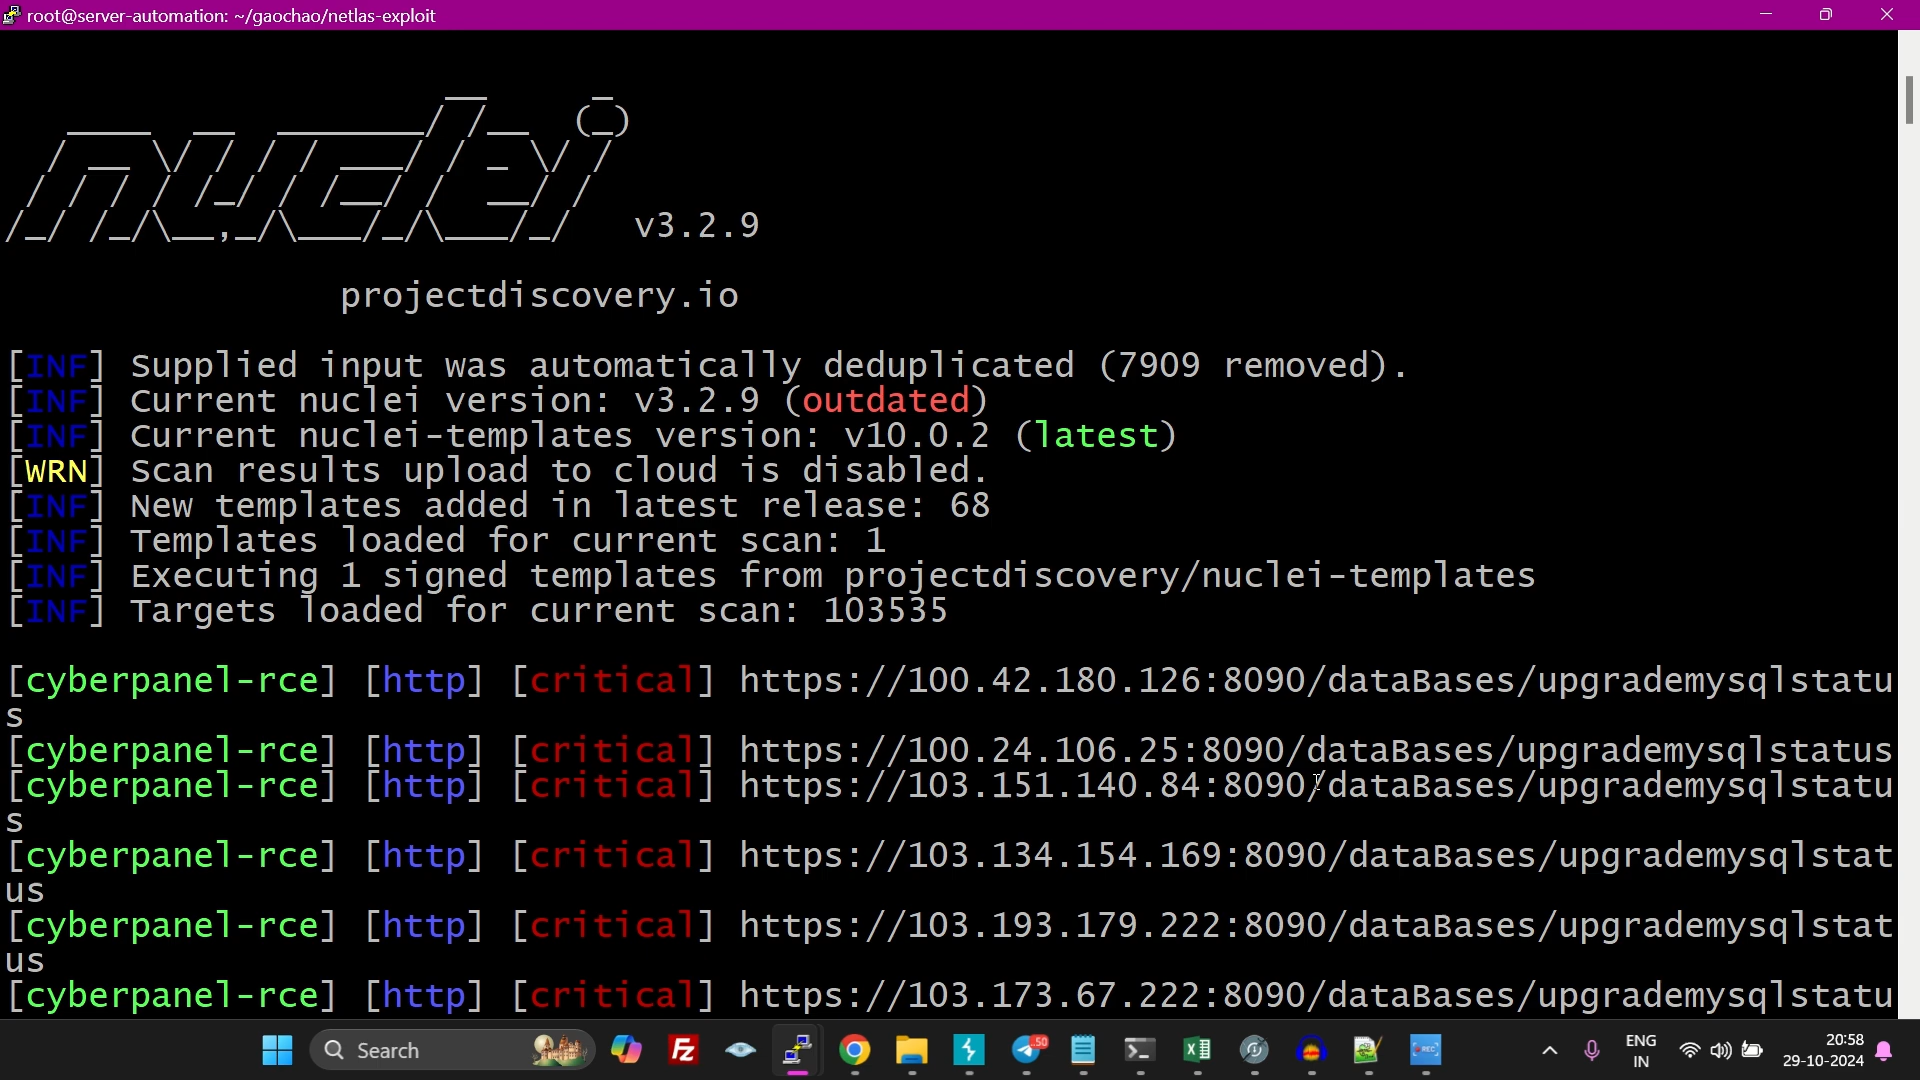 root@server-automation: ~/gaochao/netlas-exploit
v3.2.9
projectdiscovery.io
[INF] Supplied input was automatically deduplicated (7909 removed).
[INF] Current nuclei version: v3.2.9 (outdated)
[INF] Current nuclei-templates version: v10.0.2 (latest)
[WRN] Scan results upload to cloud is disabled.
[INF] New templates added in latest release: 68
[INF] Templates loaded for current scan: 1
[INF] Executing 1 signed templates from projectdiscovery/nuclei-templates
[INF] Targets loaded for current scan: 103535
[cyberpanel-rce] [http] [critical] https://100.42.180.126:8090/dataBases/upgrademysqlstatu
s
[cyberpanel-rce] [http] [critical] https://100.24.106.25:8090/dataBases/upgrademysqlstatus
[cyberpanel-rce] [http] [critical] https://103.151.140.84:8090/dataBases/upgrademysqlstatu
s
[cyberpanel-rce] [http] [critical] https://103.134.154.169:8090/dataBases/upgrademysqlstat
us
[cyberpanel-rce] [http] [critical] https://103.193.179.222:8090/dataBases/upgrademysqlstat
us
[cyberpanel-rce] [http] [critical] https://103.173.67.222:8090/dataBases/upgrademysqlstatu
Search
Fz
50
REC
ENG
IN
20:58
29-10-2024